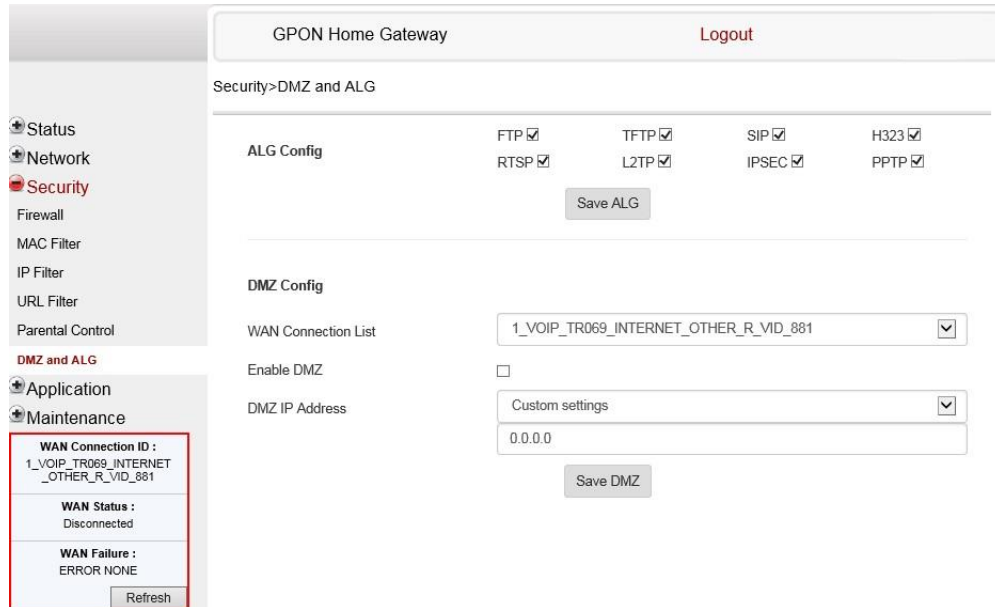 GPON Home Gateway Logout
Security>DMZ and ALG
Status
Network
Security
Firewall
MAC Filter
IP Filter
URL Filter
Parental Control
DMZ and ALG
Application
Maintenance
WAN Connection ID :
1_VOIP_TR069_INTERNET
_OTHER_R_VID_881
WAN Status :
Disconnected
WAN Failure :
ERROR NONE
Refresh
ALG Config
FTP TFTP SIP H323
RTSP L2TP IPSEC PPTP
Save ALG
DMZ Config
WAN Connection List 1_VOIP_TR069_INTERNET_OTHER_R_VID_881
Enable DMZ
DMZ IP Address Custom settings
0.0.0.0
Save DMZ